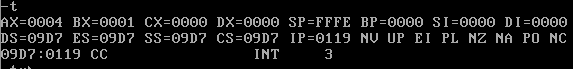 -t
AX=0004 BX=0001 CX=0000 DX=0000 SP=FFFE BP=0000 SI=0000 DI=0000
DS=09D7 ES=09D7 SS=09D7 CS=09D7 IP=0119 NV UP EI PL NZ NA PO NC
09D7:0119 CC INT 3